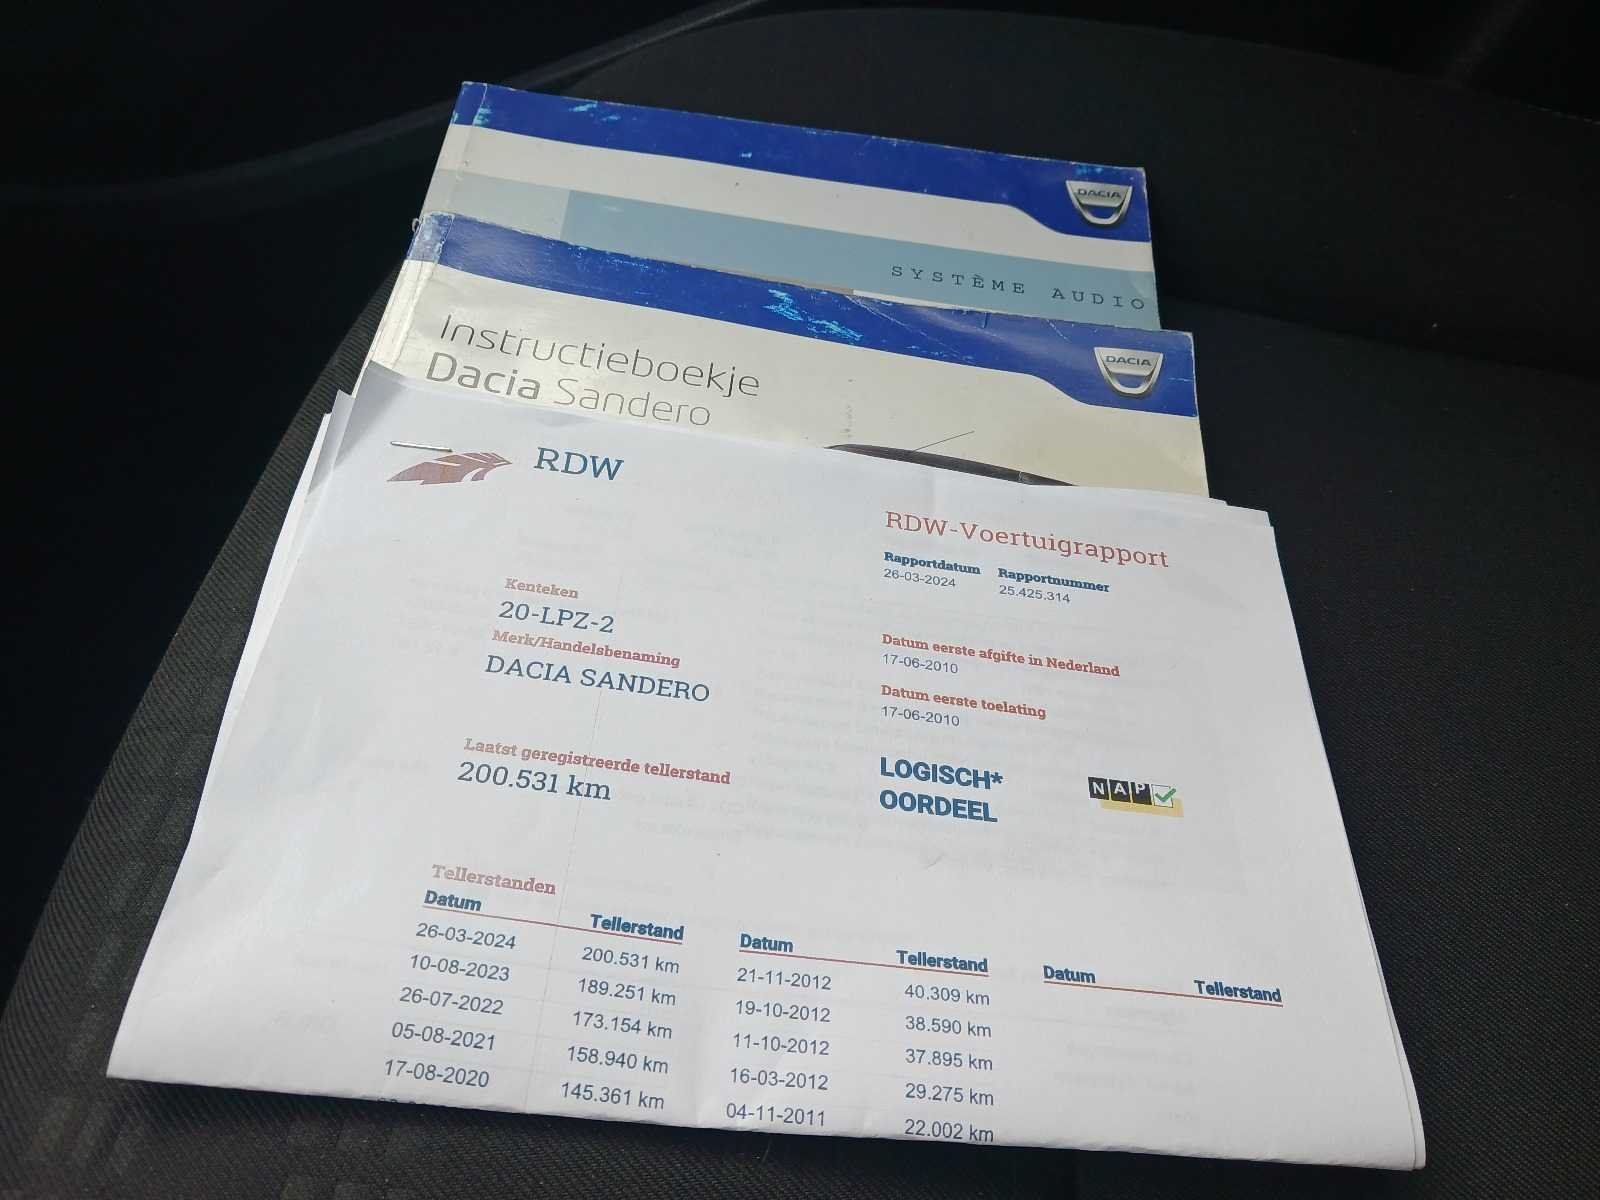 DACIA
SYSTÈME AUDIO
DACIA
Instructieboekje
Dacia Sandero
RDW
RDW-Voertuigrapport
Rapportdatum Rapportnummer
26-03-2024 25.425.314
Kenteken
20-LPZ-2
Merk/Handelsbenaming
DACIA SANDERO
Datum eerste afgifte in Nederland
17-06-2010
Datum eerste toelating
17-06-2010
Laatst geregistreerde tellerstand
200.531 km
LOGISCH*
OORDEEL
NAP
Tellerstanden
Datum Tellerstand Datum Tellerstand Datum Tellerstand
26-03-2024 200.531 km 21-11-2012 40.309 km
10-08-2023 189.251 km 19-10-2012 38.590 km
26-07-2022 173.154 km 11-10-2012 37.895 km
05-08-2021 158.940 km 16-03-2012 29.275 km
17-08-2020 145.361 km 04-11-2011 22.002 km